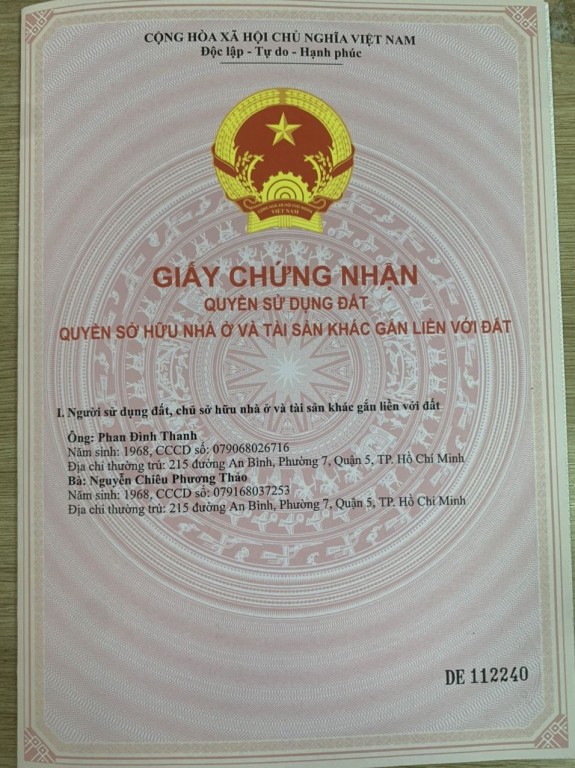 CỘNG HÒA XÃ HỘI CHỦ NGHĨA VIỆT NAM
Độc lập - Tự do - Hạnh phúc
VIỆT NAM
GIẤY CHỨNG NHẬN
QUYỀN SỬ DỤNG ĐẤT
QUYỀN SỞ HỮU NHÀ Ở VÀ TÀI SẢN KHÁC GẮN LIỀN VỚI ĐẤT
I. Người sử dụng đất, chủ sở hữu nhà ở và tài sản khác gắn liền với đất
Ông: Phan Đình Thanh
Năm sinh: 1968, CCCD số: 079068026716
Địa chỉ thường trú: 215 đường An Bình, Phường 7, Quận 5, TP. Hồ Chí Minh
Bà: Nguyễn Chiêu Phương Thảo
Năm sinh: 1968, CCCD số: 079168037253
Địa chỉ thường trú: 215 đường An Bình, Phường 7, Quận 5, TP. Hồ Chí Minh
DE 112240